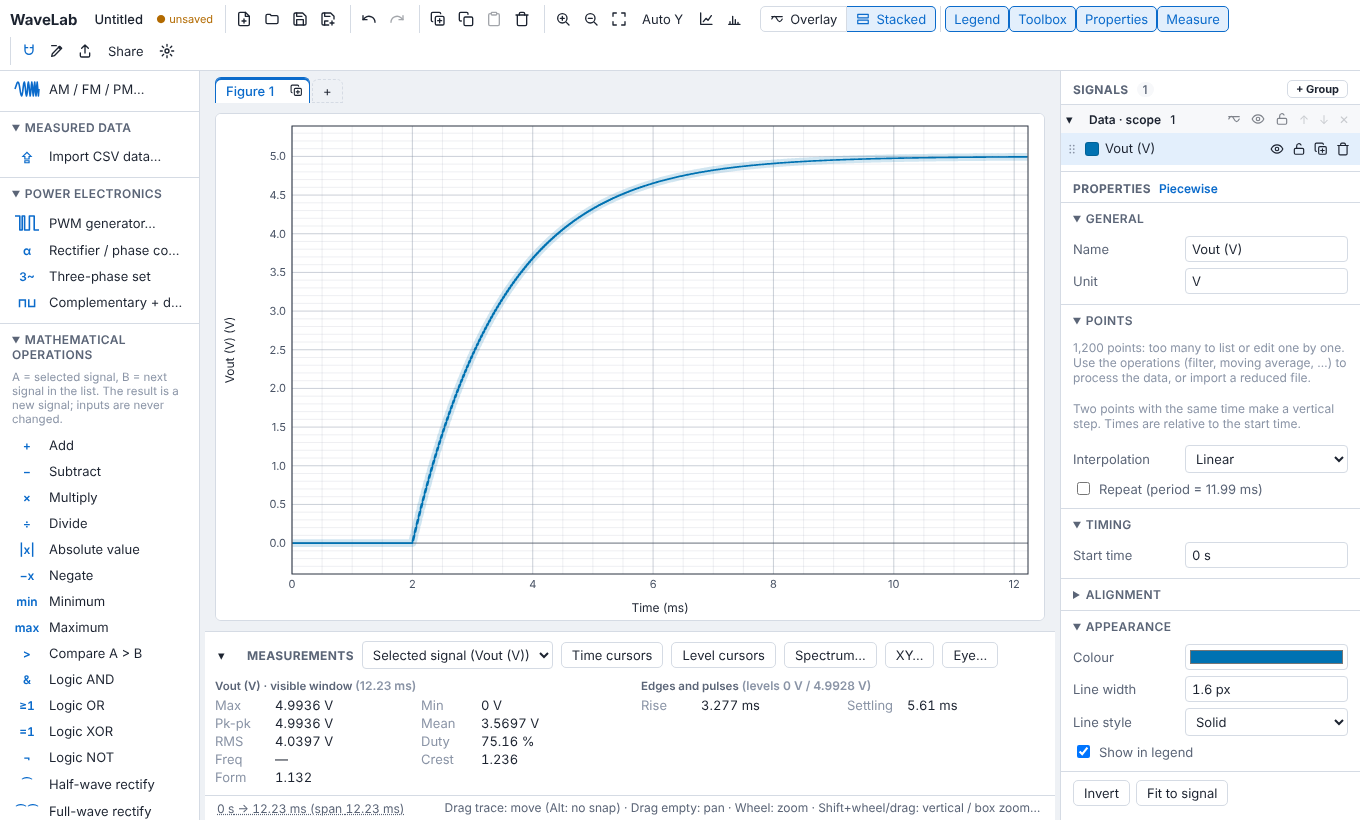 WaveLab Untitled unsaved Auto Y Overlay Stacked Legend Toolbox Properties Measure
Share
AM / FM / PM...
MEASURED DATA
Import CSV data...
POWER ELECTRONICS
PWM generator...
α Rectifier / phase co...
3~ Three-phase set
Complementary + d...
MATHEMATICAL
OPERATIONS
A = selected signal, B = next
signal in the list. The result is a
new signal; inputs are never
changed.
+ Add
− Subtract
× Multiply
÷ Divide
|x| Absolute value
−x Negate
min Minimum
max Maximum
> Compare A > B
& Logic AND
≥1 Logic OR
=1 Logic XOR
¬ Logic NOT
Half-wave rectify
Full-wave rectify
Figure 1 +
Vout (V) (V)
5.0
4.5
4.0
3.5
3.0
2.5
2.0
1.5
1.0
0.5
0.0
0 2 4 6 8 10 12
Time (ms)
MEASUREMENTS Selected signal (Vout (V)) Time cursors Level cursors Spectrum... XY... Eye...
Vout (V) · visible window (12.23 ms)
Max 4.9936 V Min 0 V
Pk-pk 4.9936 V Mean 3.5697 V
RMS 4.0397 V Duty 75.16 %
Freq — Crest 1.236
Form 1.132
Edges and pulses (levels 0 V / 4.9928 V)
Rise 3.277 ms Settling 5.61 ms
0 s → 12.23 ms (span 12.23 ms) Drag trace: move (Alt: no snap) · Drag empty: pan · Wheel: zoom · Shift+wheel/drag: vertical / box zoom...
SIGNALS 1 + Group
Data · scope 1
Vout (V)
PROPERTIES Piecewise
GENERAL
Name Vout (V)
Unit V
POINTS
1,200 points: too many to list or edit one by one.
Use the operations (filter, moving average, ...) to
process the data, or import a reduced file.
Two points with the same time make a vertical
step. Times are relative to the start time.
Interpolation Linear
Repeat (period = 11.99 ms)
TIMING
Start time 0 s
ALIGNMENT
APPEARANCE
Colour
Line width 1.6 px
Line style Solid
Show in legend
Invert Fit to signal